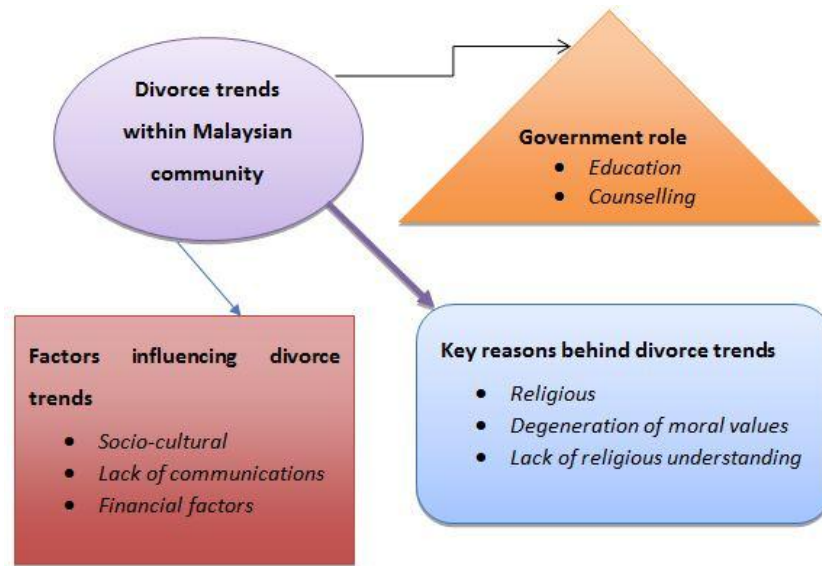 Divorce trends
within Malaysian
community
Government role
• Education
• Counselling
Factors influencing divorce
trends
• Socio-cultural
• Lack of communications
• Financial factors
Key reasons behind divorce trends
• Religious
• Degeneration of moral values
• Lack of religious understanding